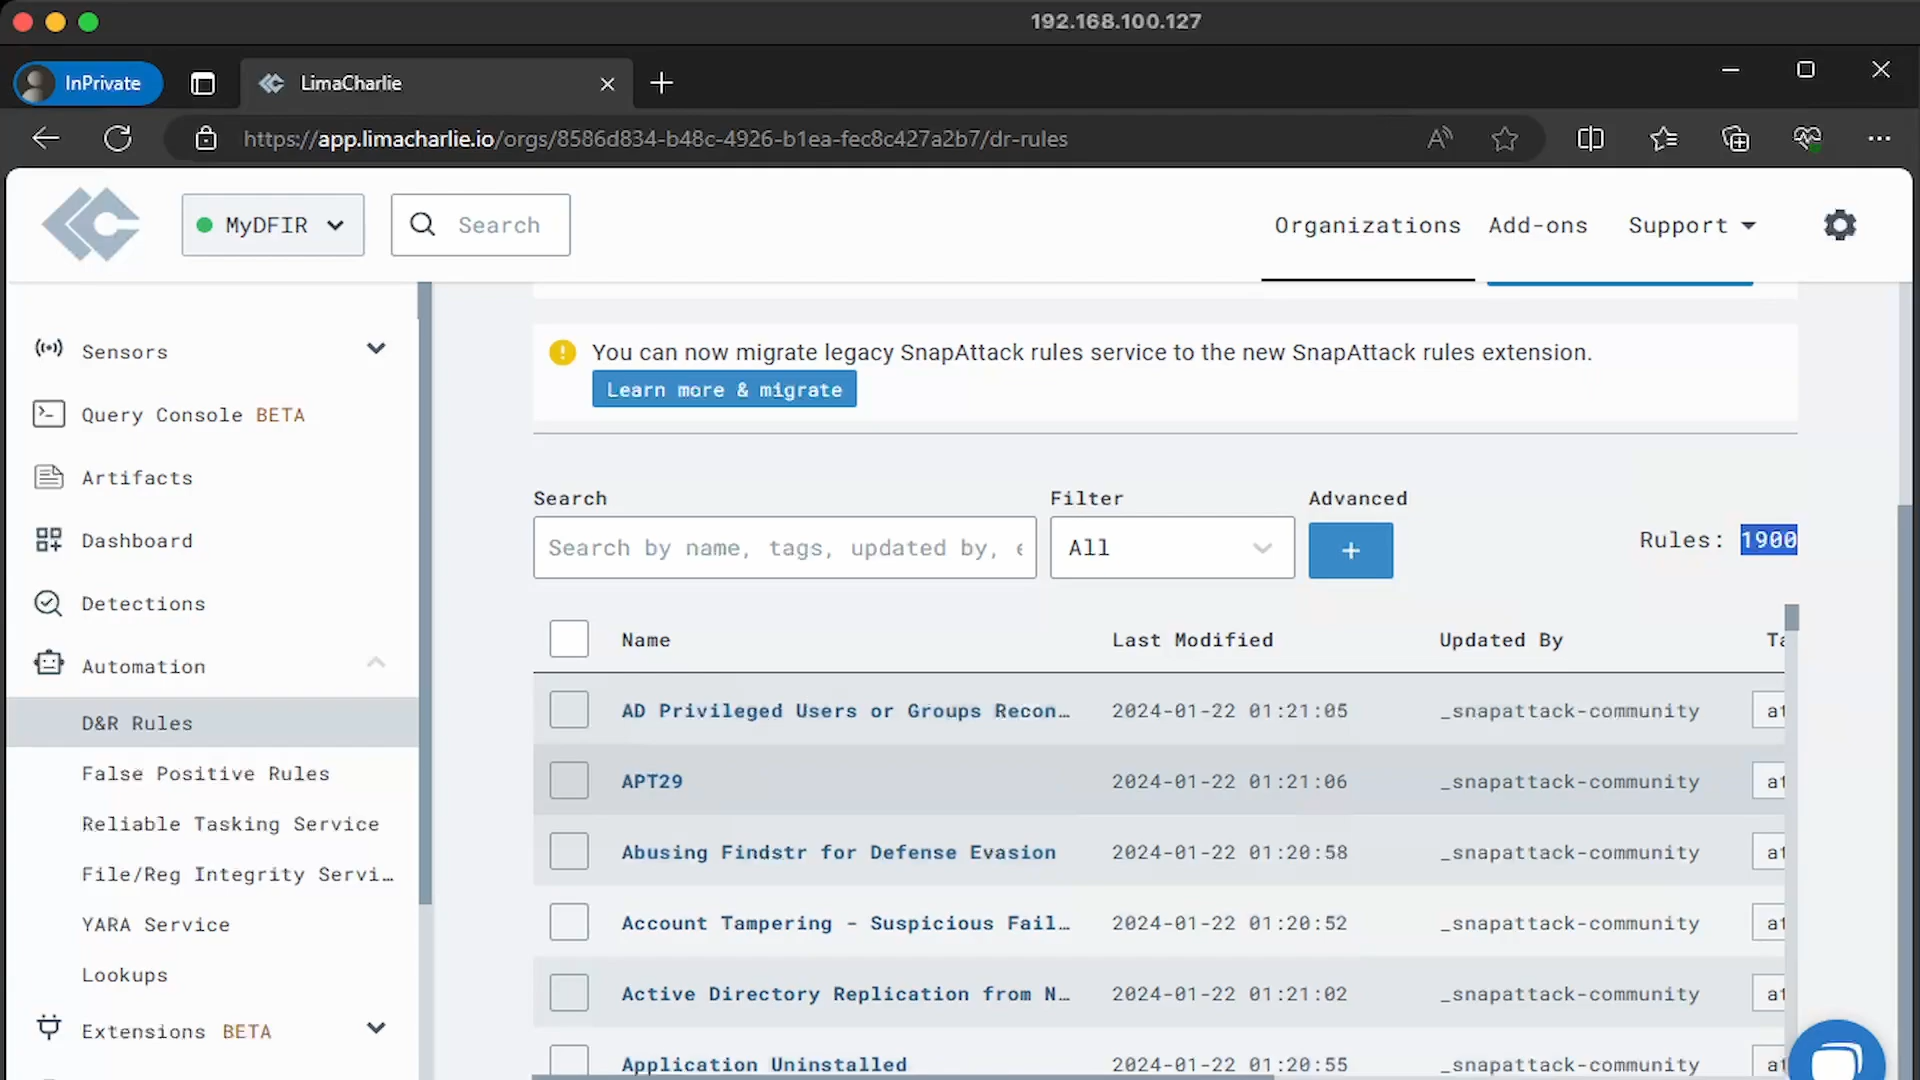 192.168.100.127
InPrivate
LimaCharlie
https://app.limacharlie.io/orgs/8586d834-b48c-4926-b1ea-fec8c427a2b7/dr-rules
MyDFIR
Search
Organizations
Add-ons
Support
Sensors
Query Console BETA
Artifacts
Dashboard
Detections
Automation
D&R Rules
False Positive Rules
Reliable Tasking Service
File/Reg Integrity Servi…
YARA Service
Lookups
Extensions BETA
You can now migrate legacy SnapAttack rules service to the new SnapAttack rules extension.
Learn more & migrate
Search
Filter
Advanced
Search by name, tags, updated by, e
All
+
Rules: 1900
Name Last Modified Updated By Ta
AD Privileged Users or Groups Recon… 2024-01-22 01:21:05 _snapattack-community at
APT29 2024-01-22 01:21:06 _snapattack-community at
Abusing Findstr for Defense Evasion 2024-01-22 01:20:58 _snapattack-community at
Account Tampering - Suspicious Fail… 2024-01-22 01:20:52 _snapattack-community at
Active Directory Replication from N… 2024-01-22 01:21:02 _snapattack-community at
Application Uninstalled 2024-01-22 01:20:55 _snapattack-community at